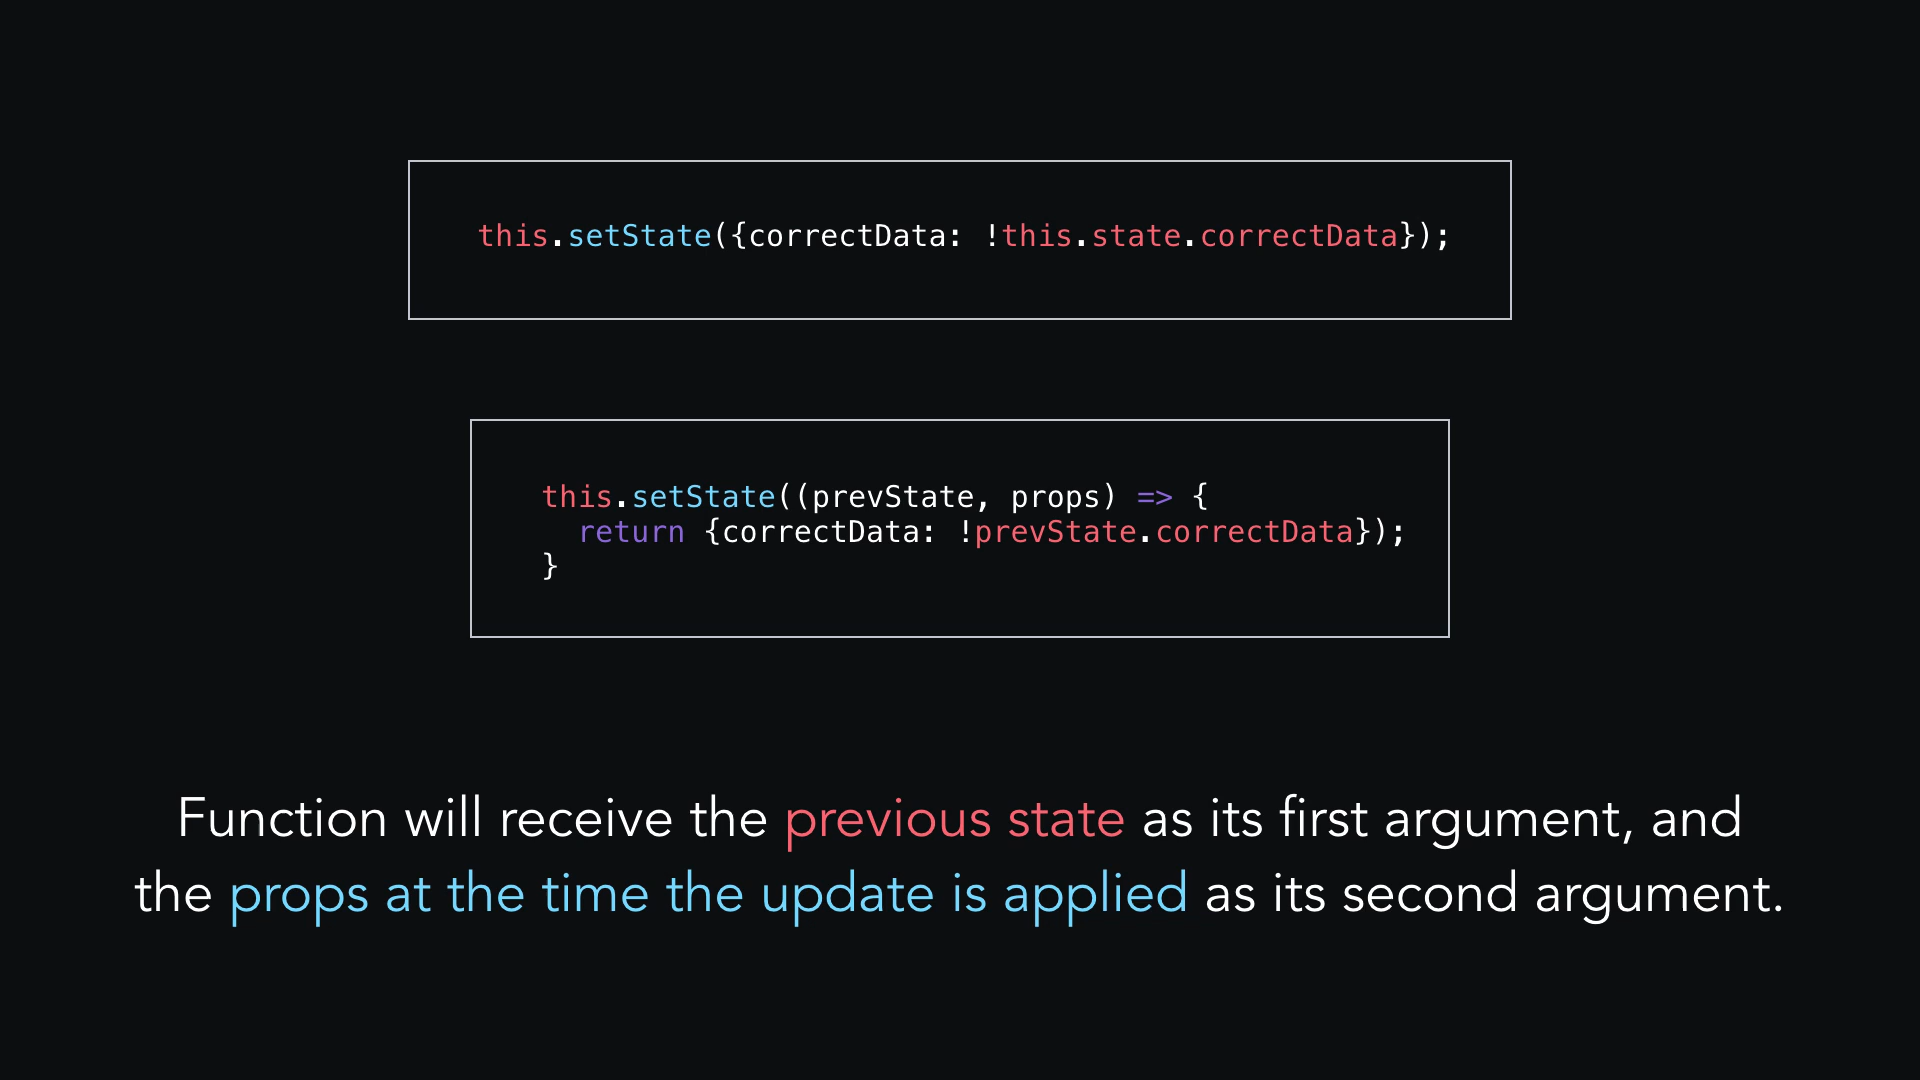 this.setState({correctData: !this.state.correctData});
this.setState((prevState, props) => {
  return {correctData: !prevState.correctData});
}
Function will receive the previous state as its first argument, and
the props at the time the update is applied as its second argument.